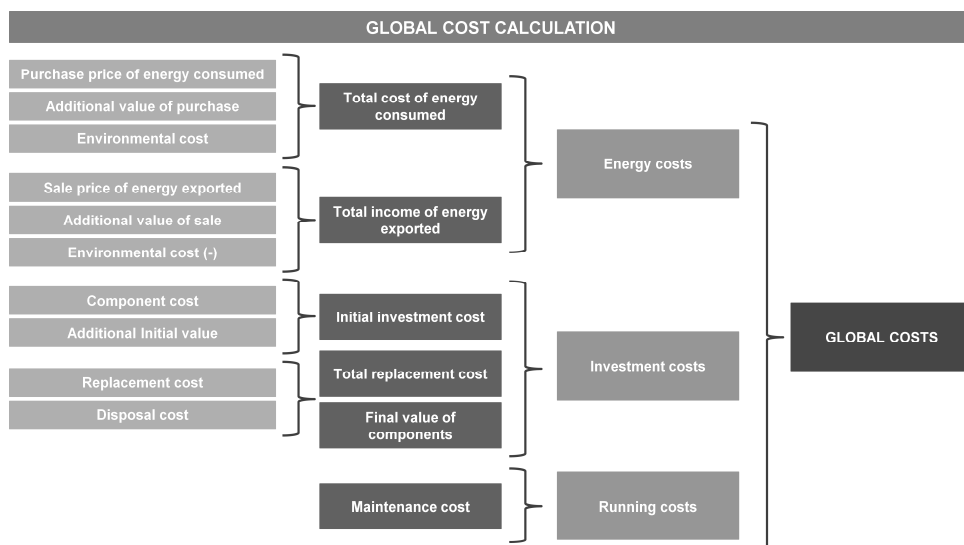 GLOBAL COST CALCULATION
Purchase price of energy consumed
Additional value of purchase
Environmental cost
Total cost of energy
consumed
Sale price of energy exported
Additional value of sale
Environmental cost (-)
Total income of energy
exported
Energy costs
Component cost
Additional Initial value
Initial investment cost
Replacement cost
Disposal cost
Total replacement cost
Final value of
components
Investment costs
Maintenance cost
Running costs
GLOBAL COSTS